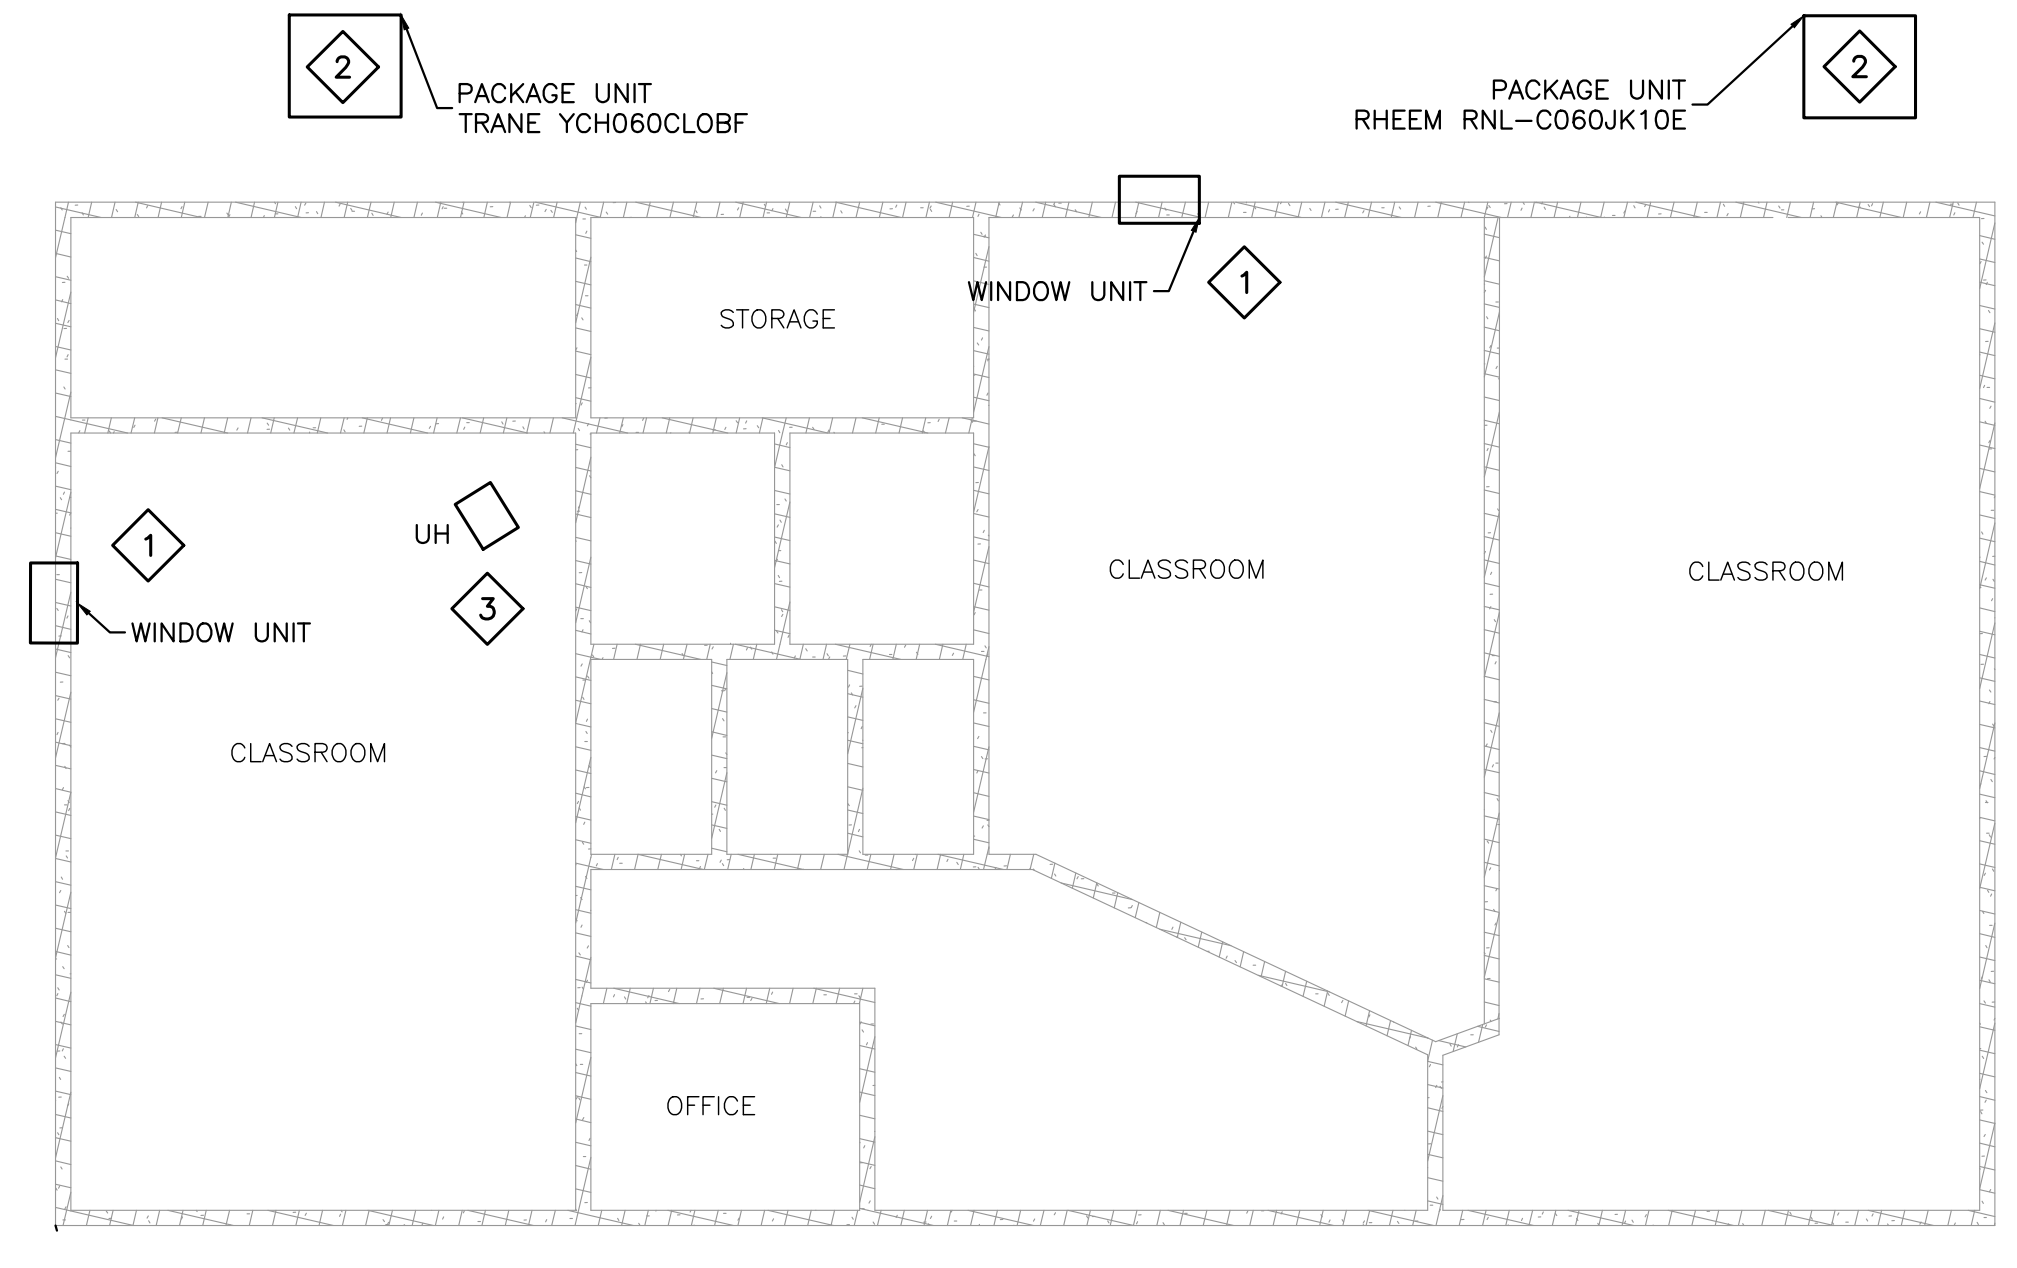 2
PACKAGE UNIT
TRANE YCH060CLOBF
PACKAGE UNIT
RHEEM RNL-C060JK10E
2
WINDOW UNIT
1
STORAGE
1
UH
3
WINDOW UNIT
CLASSROOM
CLASSROOM
CLASSROOM
OFFICE